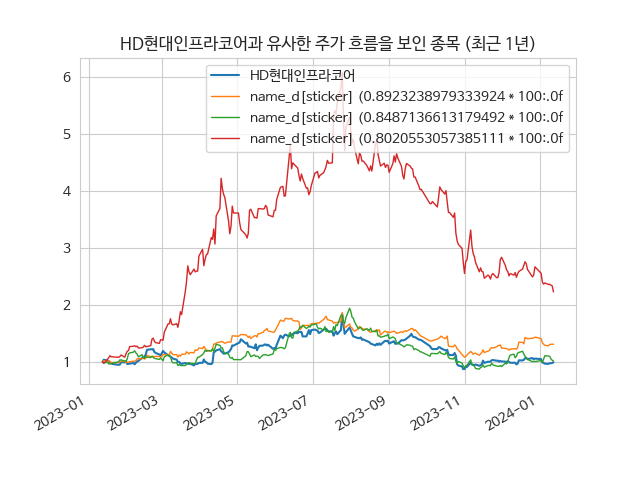 HD현대인프라코어과 유사한 주가 흐름을 보인 종목 (최근 1년)
HD현대인프라코어
name_d[sticker] (0.8923238979333924 * 100:.0f
name_d[sticker] (0.8487136613179492 * 100:.0f
name_d[sticker] (0.8020553057385111 * 100:.0f
6
5
4
3
2
1
2023-01
2023-03
2023-05
2023-07
2023-09
2023-11
2024-01